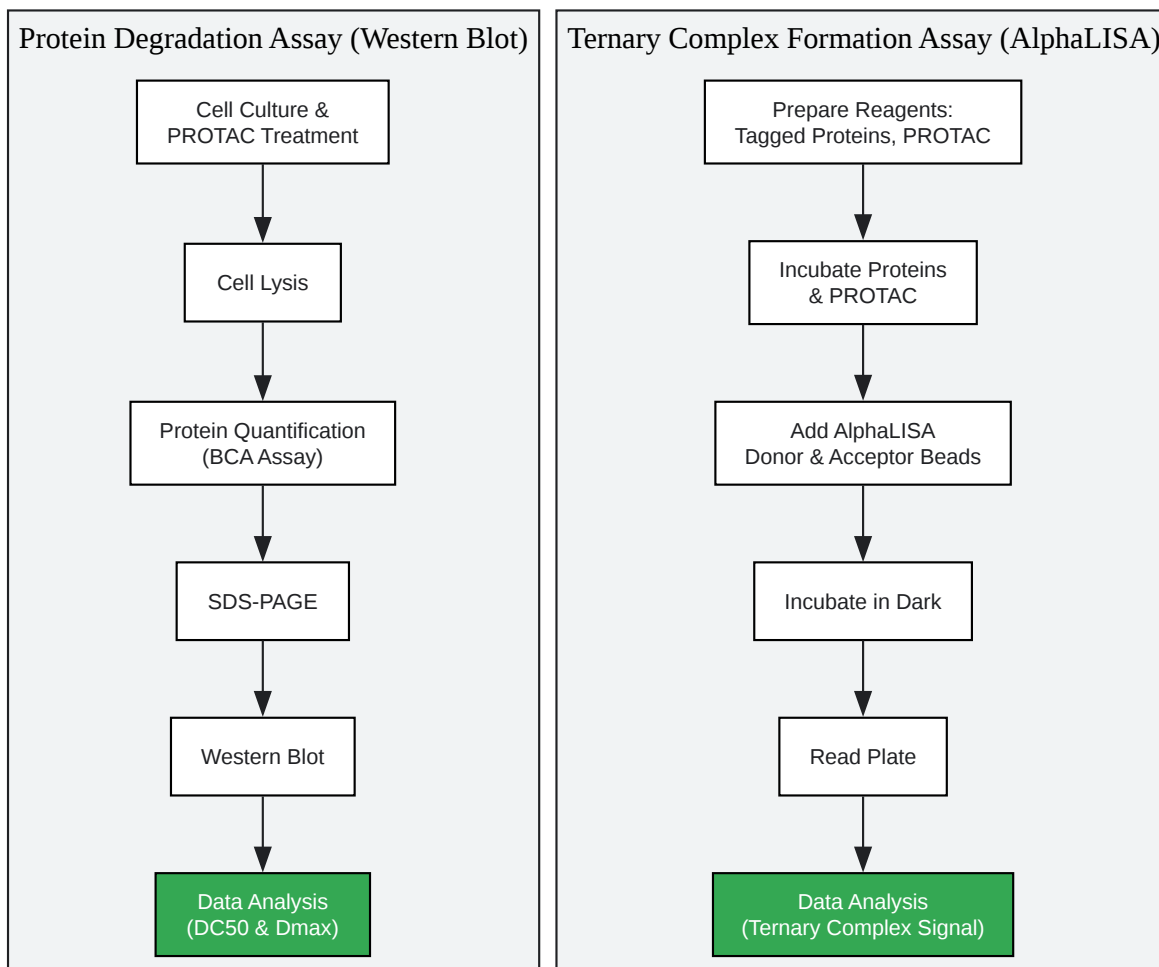 Protein Degradation Assay (Western Blot)
Cell Culture &
PROTAC Treatment
Cell Lysis
Protein Quantification
(BCA Assay)
SDS-PAGE
Western Blot
Data Analysis
(DC50 & Dmax)
Ternary Complex Formation Assay (AlphaLISA)
Prepare Reagents:
Tagged Proteins, PROTAC
Incubate Proteins
& PROTAC
Add AlphaLISA
Donor & Acceptor Beads
Incubate in Dark
Read Plate
Data Analysis
(Ternary Complex Signal)